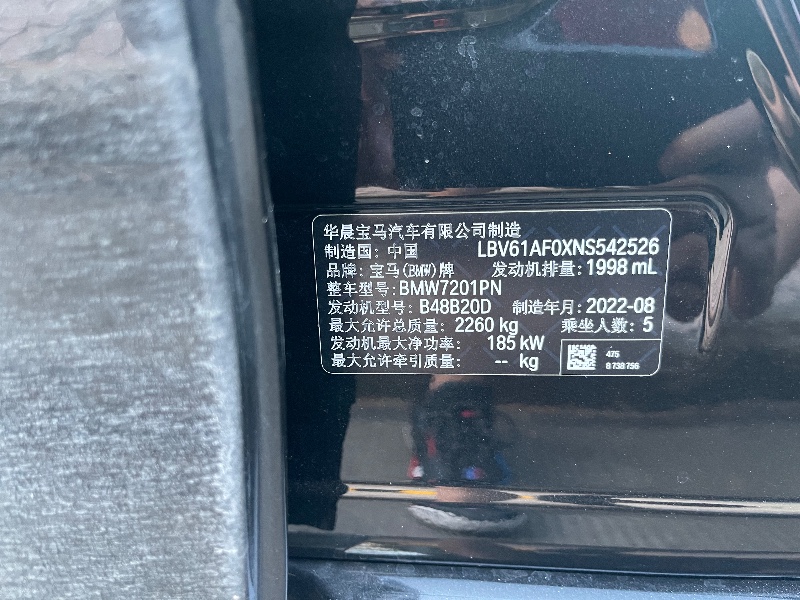 华晨宝马汽车有限公司制造
制造国：中国 LBV61AF0XNS542526
品牌：宝马(BMW)牌 发动机排量：1998 mL
整车型号：BMW7201PN
发动机型号：B48B20D 制造年月：2022-08
最大允许总质量：2260 kg 乘坐人数：5
发动机最大净功率：185 kW
最大允许牵引质量：-- kg
475
8 738 756